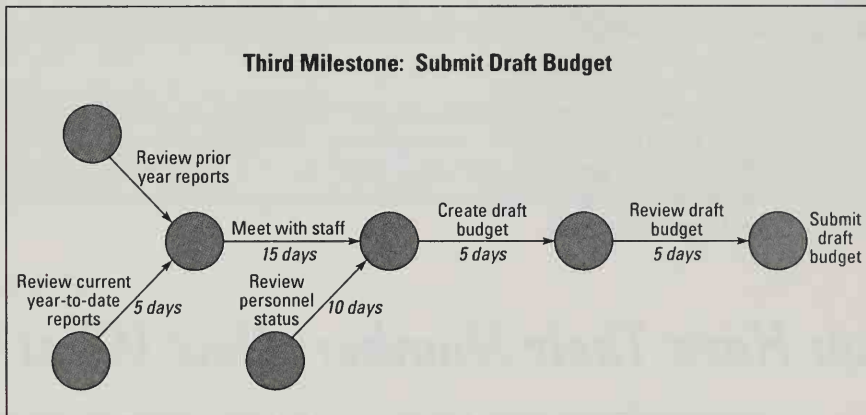 Third Milestone: Submit Draft Budget
Review prior
year reports
Meet with staff
15 days
Create draft
budget
5 days
Review draft
budget
5 days
Submit
draft
budget
Review current
year-to-date
reports
5 days
Review
personnel
status
10 days